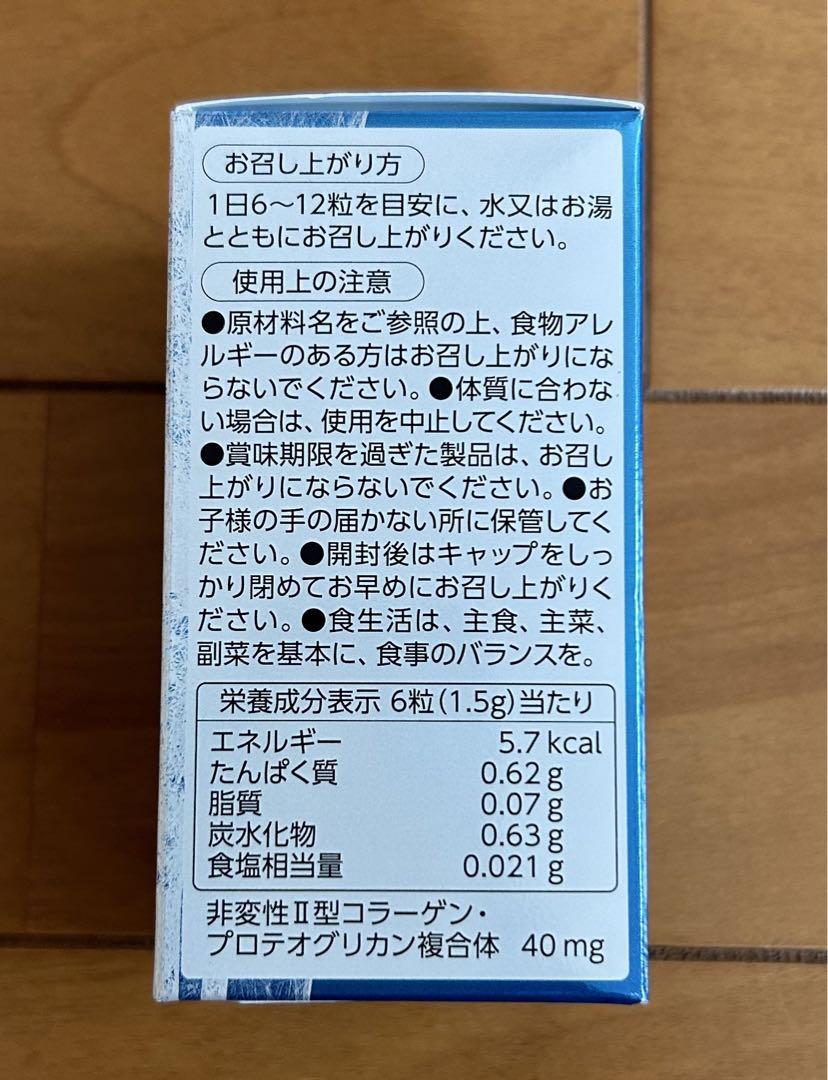 お召し上がり方
1日6〜12粒を目安に、水又はお湯
とともにお召し上がりください。
使用上の注意
●原材料名をご参照の上、食物アレ
ルギーのある方はお召し上がりにな
らないでください。●体質に合わな
い場合は、使用を中止してください。
●賞味期限を過ぎた製品は、お召し
上がりにならないでください。●お
子様の手の届かない所に保管してく
ださい。●開封後はキャップをしっ
かり閉めてお早めにお召し上がりく
ださい。●食生活は、主食、主菜、
副菜を基本に、食事のバランスを。
栄養成分表示 6粒(1.5g)当たり
エネルギー 5.7 kcal
たんぱく質 0.62 g
脂質 0.07 g
炭水化物 0.63 g
食塩相当量 0.021 g
非変性Ⅱ型コラーゲン・
プロテオグリカン複合体 40 mg